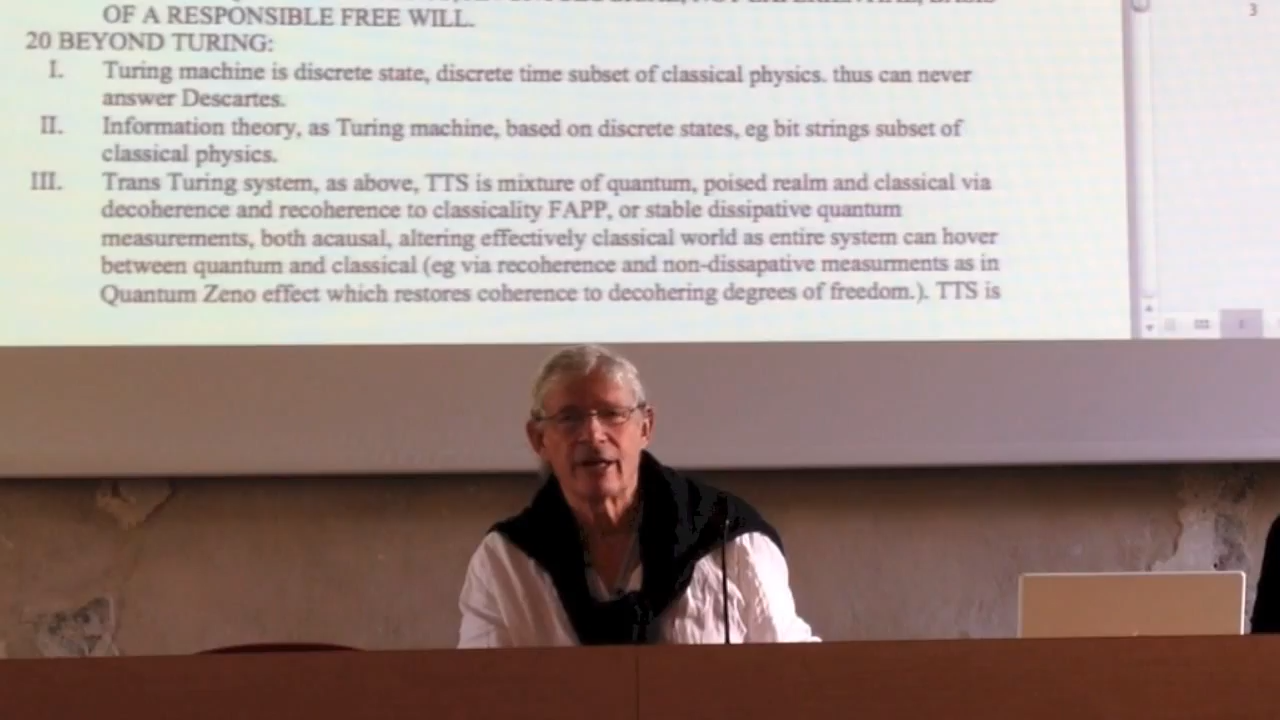 OF A RESPONSIBLE FREE WILL.
20 BEYOND TURING:
I. Turing machine is discrete state, discrete time subset of classical physics. thus can never
answer Descartes.
II. Information theory, as Turing machine, based on discrete states, eg bit strings subset of
classical physics.
III. Trans Turing system, as above, TTS is mixture of quantum, poised realm and classical via
decoherence and recoherence to classicality FAPP, or stable dissipative quantum
measurements, both acausal, altering effectively classical world as entire system can hover
between quantum and classical (eg via recoherence and non-dissapative measurments as in
Quantum Zeno effect which restores coherence to decohering degrees of freedom.). TTS is
3